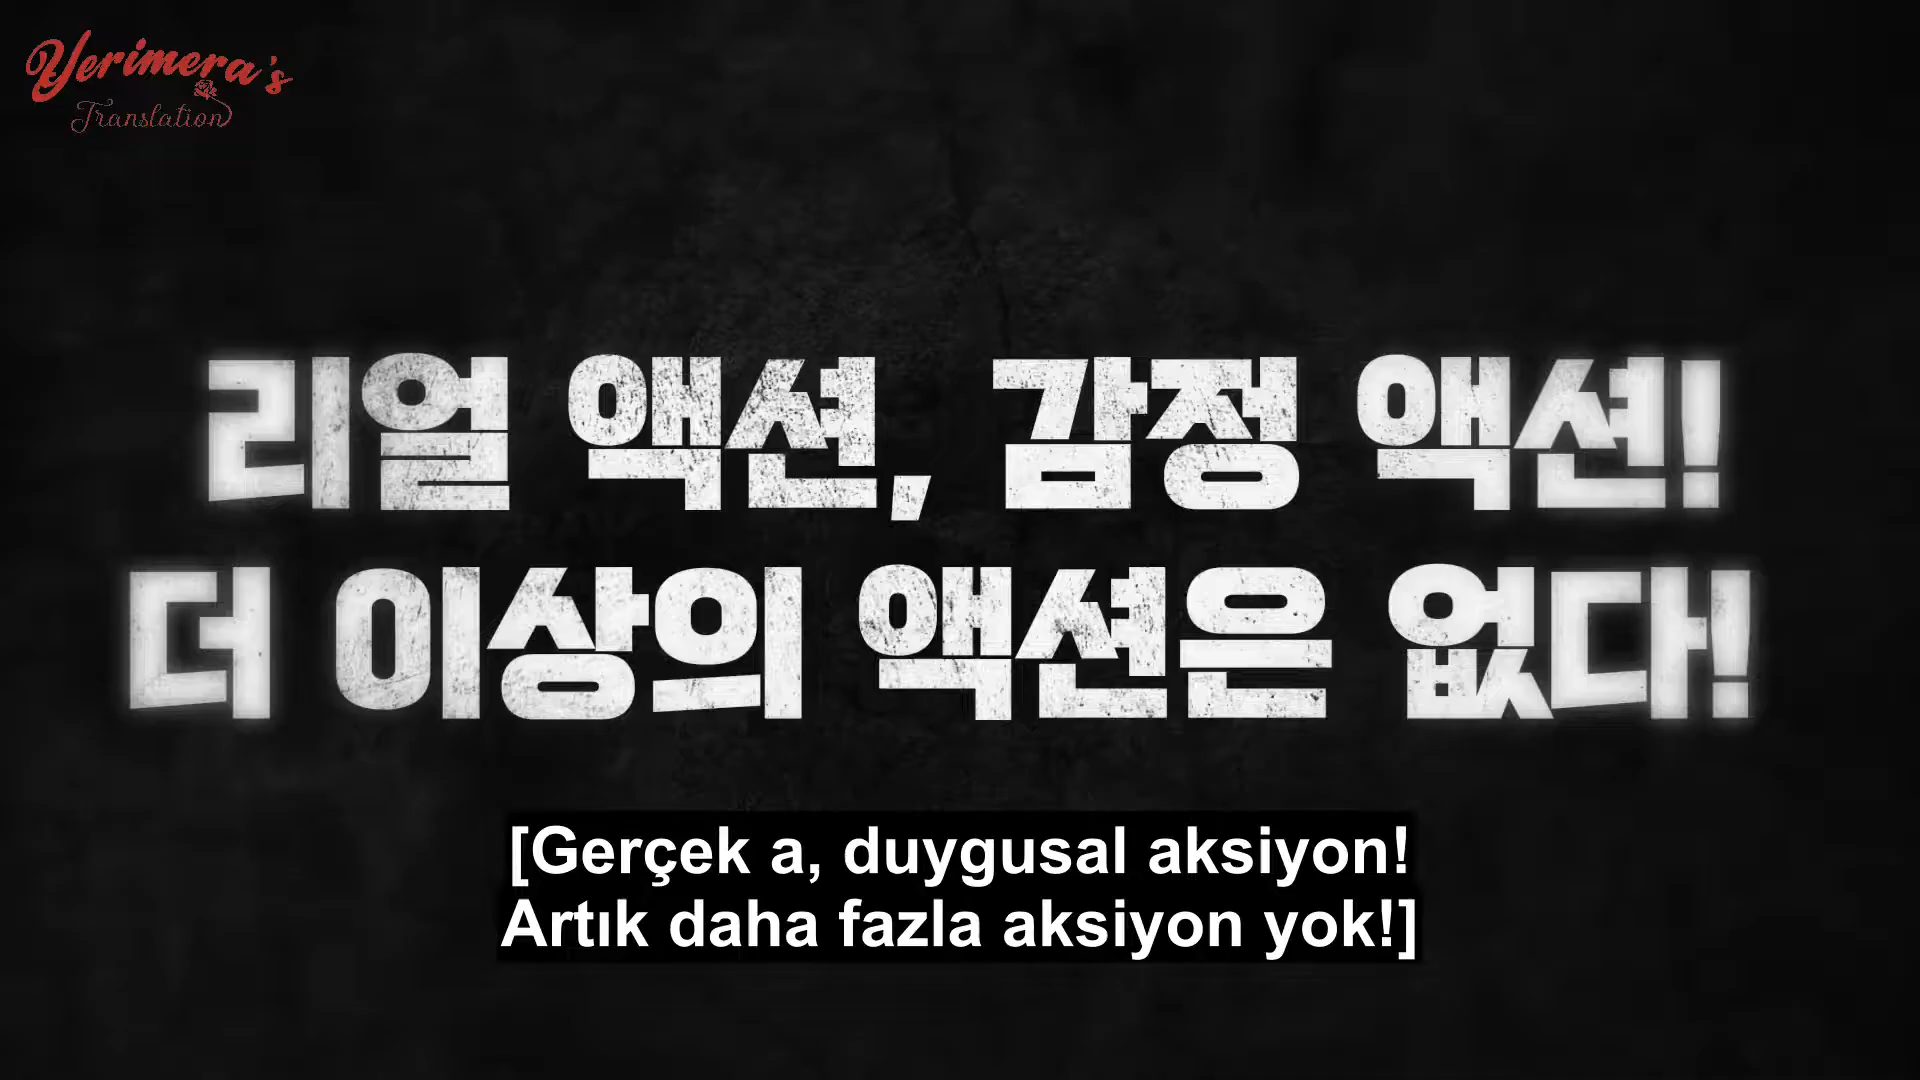 Yerimera's
Translation
리얼 액션, 감정 액션!
더 이상의 액션은 없다!
[Gerçek a, duygusal aksiyon!
Artık daha fazla aksiyon yok!]